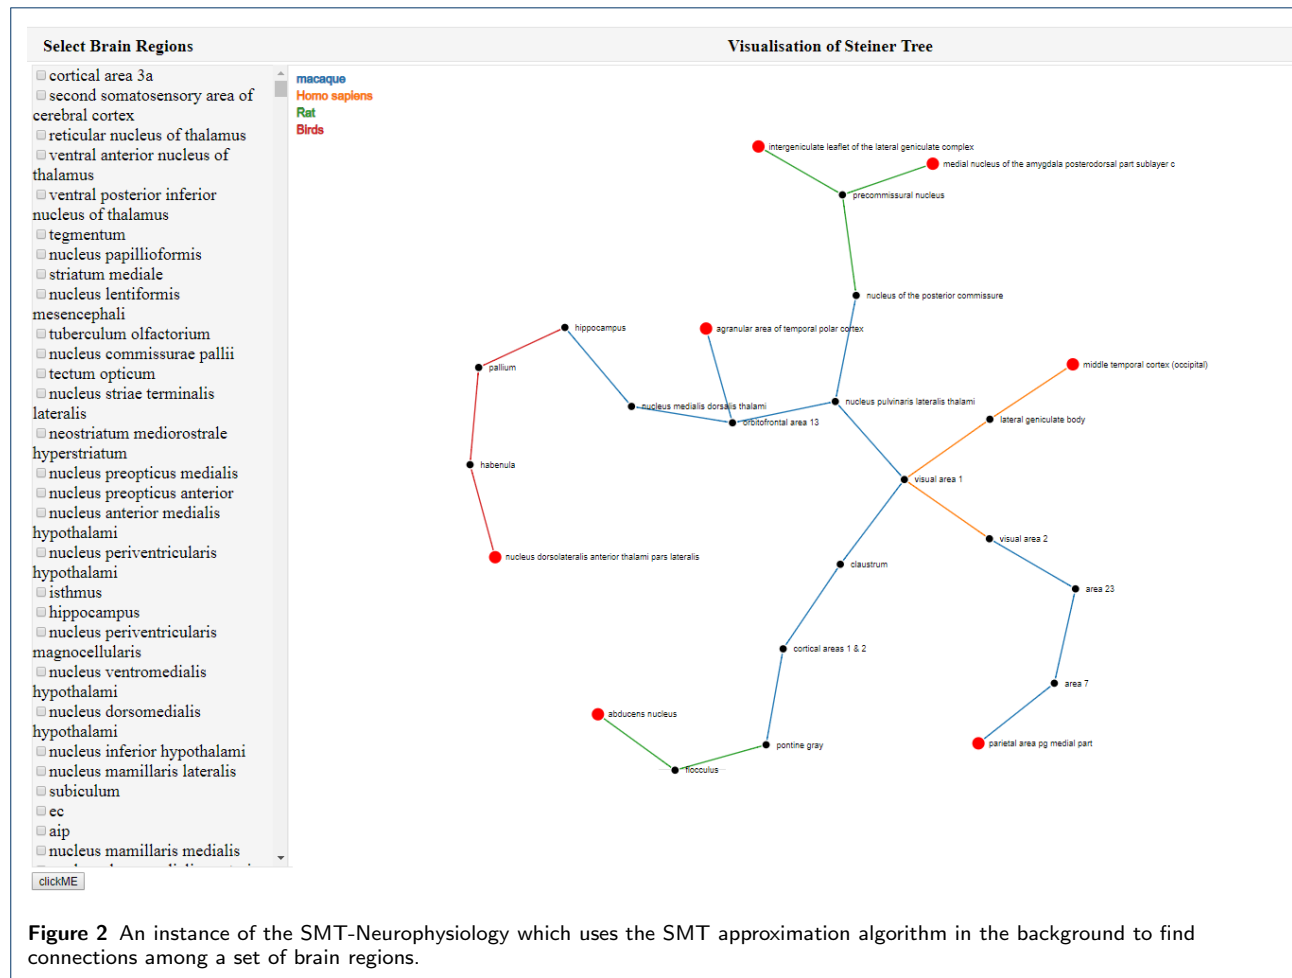 Select Brain Regions
Visualisation of Steiner Tree
cortical area 3a
second somatosensory area of
cerebral cortex
reticular nucleus of thalamus
ventral anterior nucleus of
thalamus
ventral posterior inferior
nucleus of thalamus
tegmentum
nucleus papillioformis
striatum mediale
nucleus lentiformis
mesencephali
tuberculum olfactorium
nucleus commissurae pallii
tectum opticum
nucleus striae terminalis
lateralis
neostriatum mediorostrale
hyperstriatum
nucleus preopticus medialis
nucleus preopticus anterior
nucleus anterior medialis
hypothalami
nucleus periventricularis
hypothalami
isthmus
hippocampus
nucleus periventricularis
magnocellularis
nucleus ventromedialis
hypothalami
nucleus dorsomedialis
hypothalami
nucleus inferior hypothalami
nucleus mamillaris lateralis
subiculum
ec
aip
nucleus mamillaris medialis
clickME
macaque
Homo sapiens
Rat
Birds
intergeniculate leaflet of the lateral geniculate complex
medial nucleus of the amygdala posterodorsal part sublayer c
precommissural nucleus
nucleus of the posterior commissure
hippocampus
agranular area of temporal polar cortex
middle temporal cortex (occipital)
pallium
nucleus medialis dorsalis thalami
nucleus pulvinaris lateralis thalami
orbitofrontal area 13
lateral geniculate body
habenula
visual area 1
visual area 2
nucleus dorsolateralis anterior thalami pars lateralis
claustrum
area 23
cortical areas 1 & 2
area 7
abducens nucleus
pontine gray
parietal area pg medial part
flocculus
Figure 2 An instance of the SMT-Neurophysiology which uses the SMT approximation algorithm in the background to find
connections among a set of brain regions.